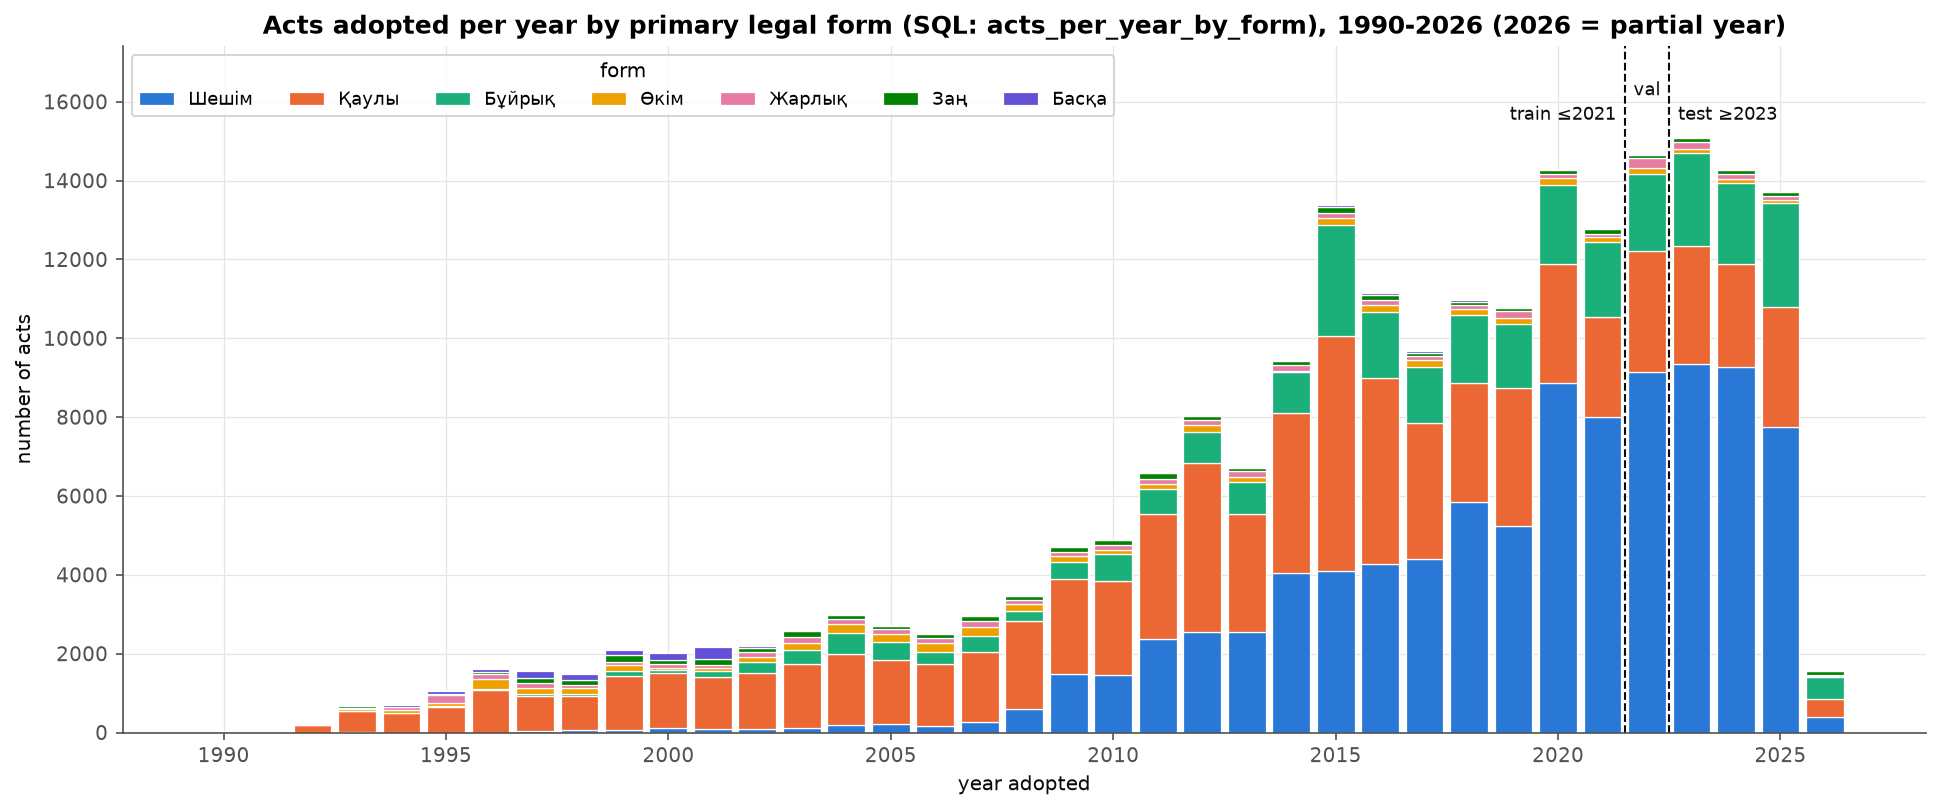 Acts adopted per year by primary legal form (SQL: acts_per_year_by_form), 1990-2026 (2026 = partial year)
form
Шешім Қаулы Бұйрық Өкім Жарлық Заң Басқа
val
train ≤2021 test ≥2023
number of acts
16000
14000
12000
10000
8000
6000
4000
2000
0
1990 1995 2000 2005 2010 2015 2020 2025
year adopted